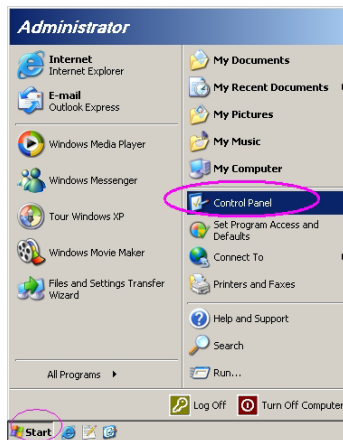 Administrator
Internet
Internet Explorer
E-mail
Outlook Express
Windows Media Player
Windows Messenger
Tour Windows XP
Windows Movie Maker
Files and Settings Transfer
Wizard
All Programs
My Documents
My Recent Documents
My Pictures
My Music
My Computer
Control Panel
Set Program Access and
Defaults
Connect To
Printers and Faxes
Help and Support
Search
Run...
Log Off
Turn Off Computer
Start